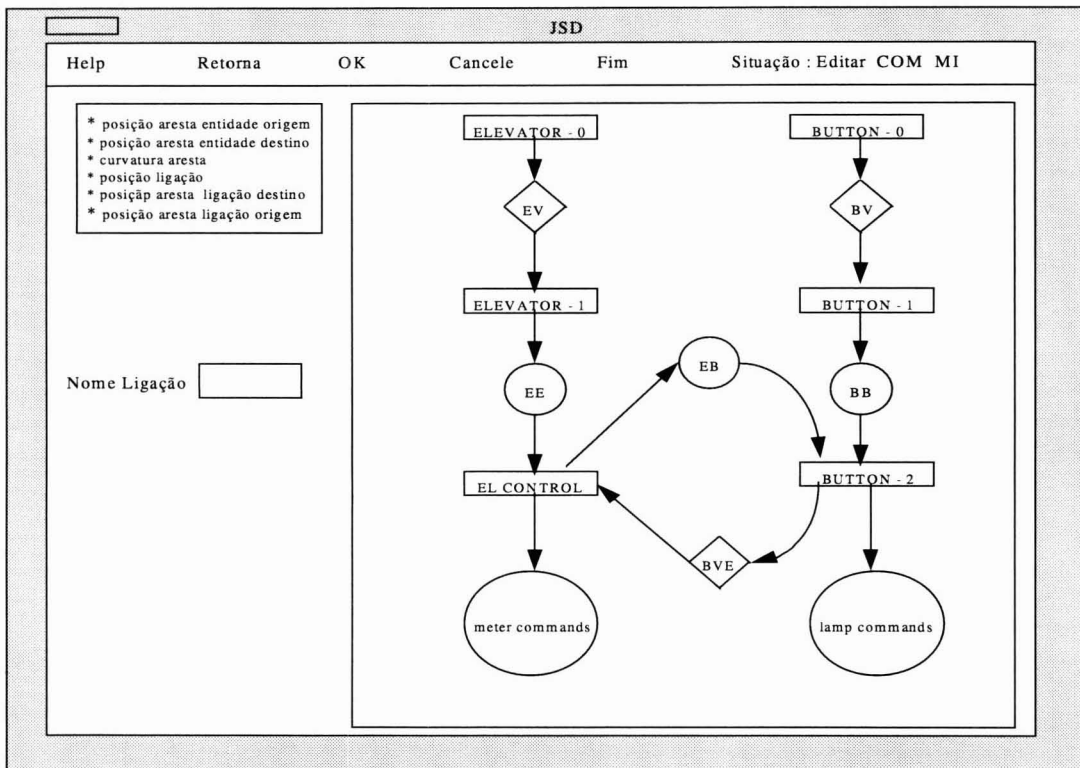 JSD
Help Retorna OK Cancele Fim Situação : Editar COM MI
* posição aresta entidade origem
* posição aresta entidade destino
* curvatura aresta
* posição ligação
* posiçãp aresta ligação destino
* posição aresta ligação origem
Nome Ligação
ELEVATOR - 0 BUTTON - 0
EV BV
ELEVATOR - 1 BUTTON - 1
EB
EE BB
EL CONTROL BUTTON - 2
BVE
meter commands lamp commands